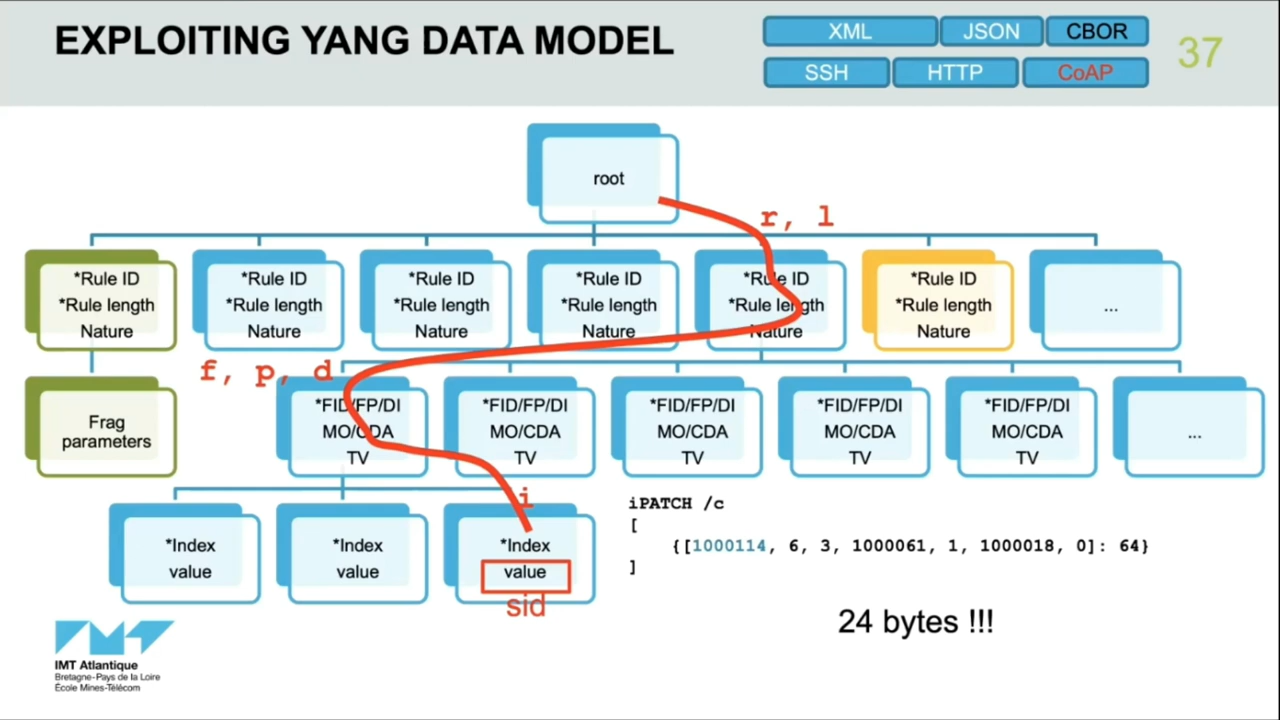 EXPLOITING YANG DATA MODEL
XML
JSON
CBOR
SSH
HTTP
CoAP
37
root
r, l
*Rule ID
*Rule length
Nature
*Rule ID
*Rule length
Nature
*Rule ID
*Rule length
Nature
*Rule ID
*Rule length
Nature
*Rule ID
*Rule length
Nature
*Rule ID
*Rule length
Nature
...
f, p, d
Frag
parameters
*FID/FP/DI
MO/CDA
TV
*FID/FP/DI
MO/CDA
TV
*FID/FP/DI
MO/CDA
TV
*FID/FP/DI
MO/CDA
TV
*FID/FP/DI
MO/CDA
TV
...
i
*Index
value
*Index
value
*Index
value
sid
iPATCH /c
[
{[1000114, 6, 3, 1000061, 1, 1000018, 0]: 64}
]
24 bytes !!!
IMT Atlantique
Bretagne-Pays de la Loire
École Mines-Télécom